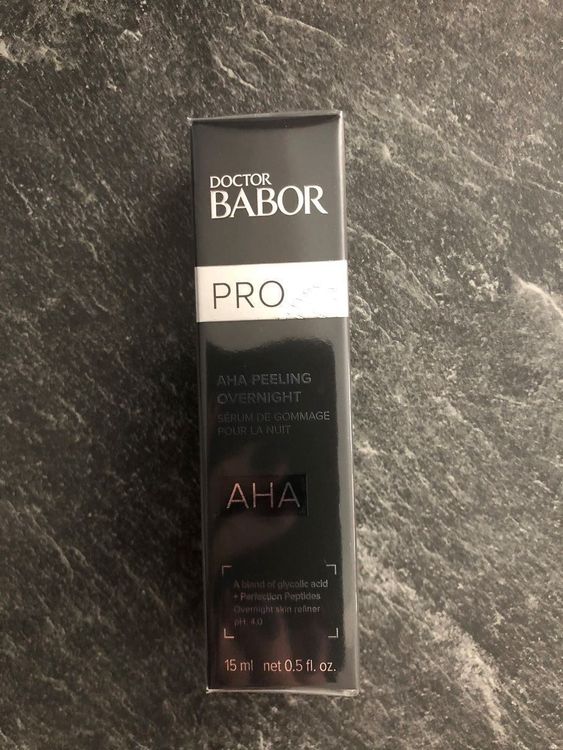 DOCTOR
BABOR
PRO
AHA PEELING
OVERNIGHT
SÉRUM DE GOMMAGE
POUR LA NUIT
AHA
A blend of glycolic acid
+ Perfection Peptides
Overnight skin refiner
pH: 4.0
15 ml net 0.5 fl. oz.